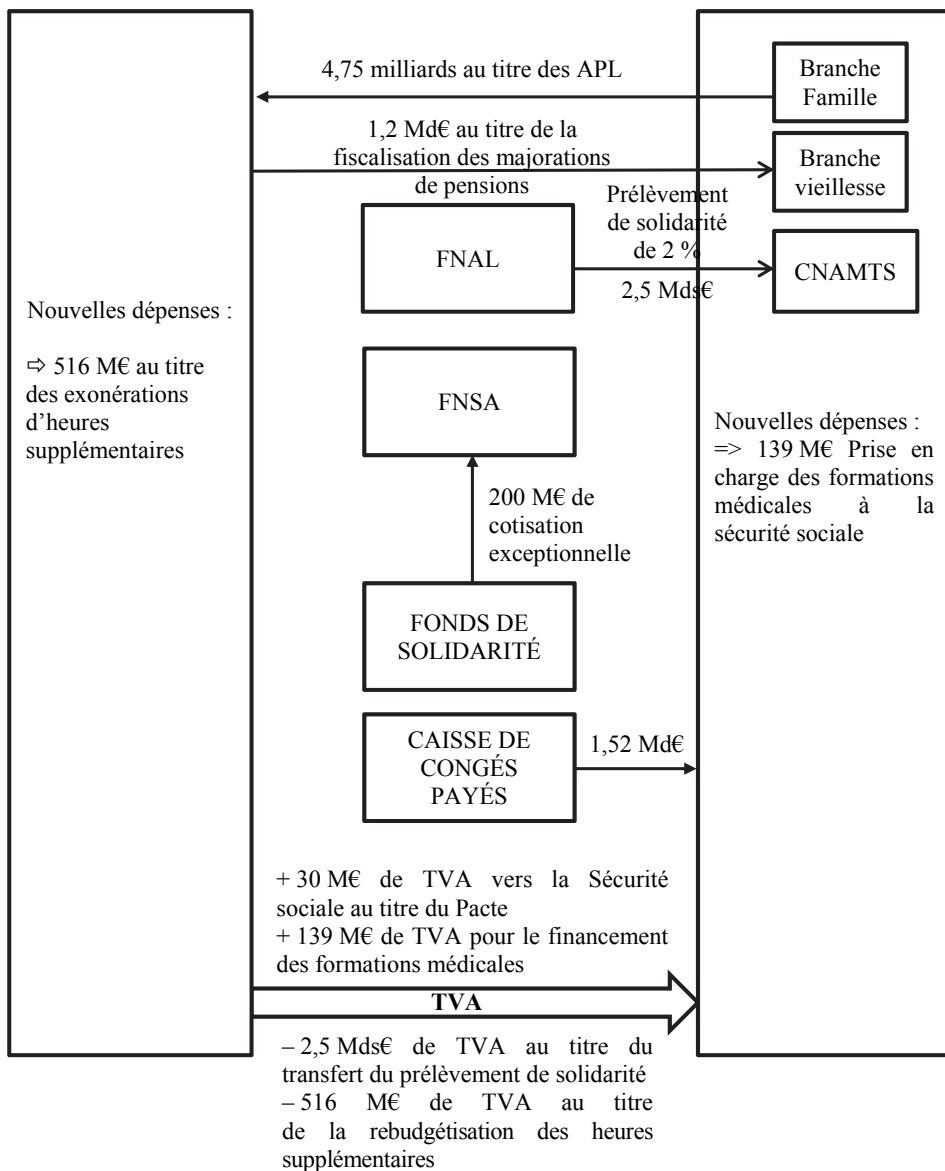 4,75 milliards au titre des APL
Branche
Famille
1,2 Md€ au titre de la
fiscalisation des majorations
de pensions
Branche
vieillesse
Prélèvement
de solidarité
de 2 %
2,5 Mds€
FNAL
CNAMTS
Nouvelles dépenses :
⇨ 516 M€ au titre
des exonérations
d’heures
supplémentaires
FNSA
Nouvelles dépenses :
=> 139 M€ Prise en
charge des formations
médicales à la
sécurité sociale
200 M€ de
cotisation
exceptionnelle
FONDS DE
SOLIDARITÉ
CAISSE DE
CONGÉS
PAYÉS
1,52 Md€
+ 30 M€ de TVA vers la Sécurité
sociale au titre du Pacte
+ 139 M€ de TVA pour le financement
des formations médicales
TVA
– 2,5 Mds€ de TVA au titre du
transfert du prélèvement de solidarité
– 516 M€ de TVA au titre
de la rebudgétisation des heures
supplémentaires